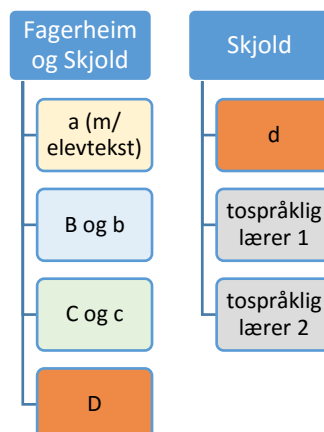 Fagerheim
og Skjold
a (m/
elevtekst)
B og b
C og c
D
Skjold
d
tospråklig
lærer 1
tospråklig
lærer 2